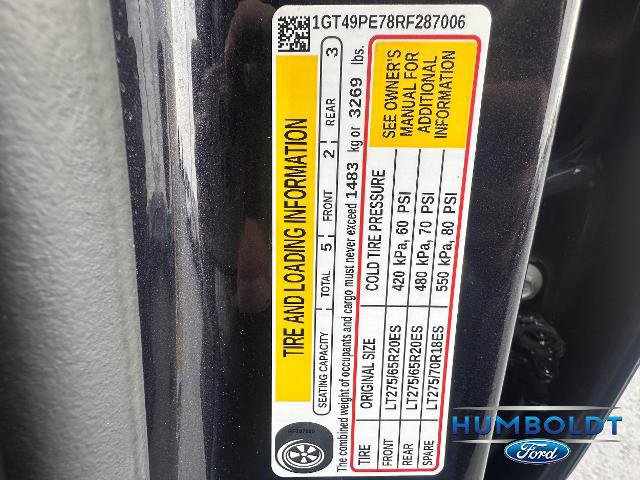 1GT49PE78RF287006
TIRE AND LOADING INFORMATION
SEATING CAPACITY TOTAL 5 FRONT 2 REAR 3
The combined weight of occupants and cargo must never exceed 1483 kg or 3269 lbs.
TIRE ORIGINAL SIZE COLD TIRE PRESSURE
FRONT LT275/65R20ES 420 kPa, 60 PSI
REAR LT275/65R20ES 480 kPa, 70 PSI
SPARE LT275/70R18ES 550 kPa, 80 PSI
SEE OWNER'S
MANUAL FOR
ADDITIONAL
INFORMATION
HUMBOLDT
Ford